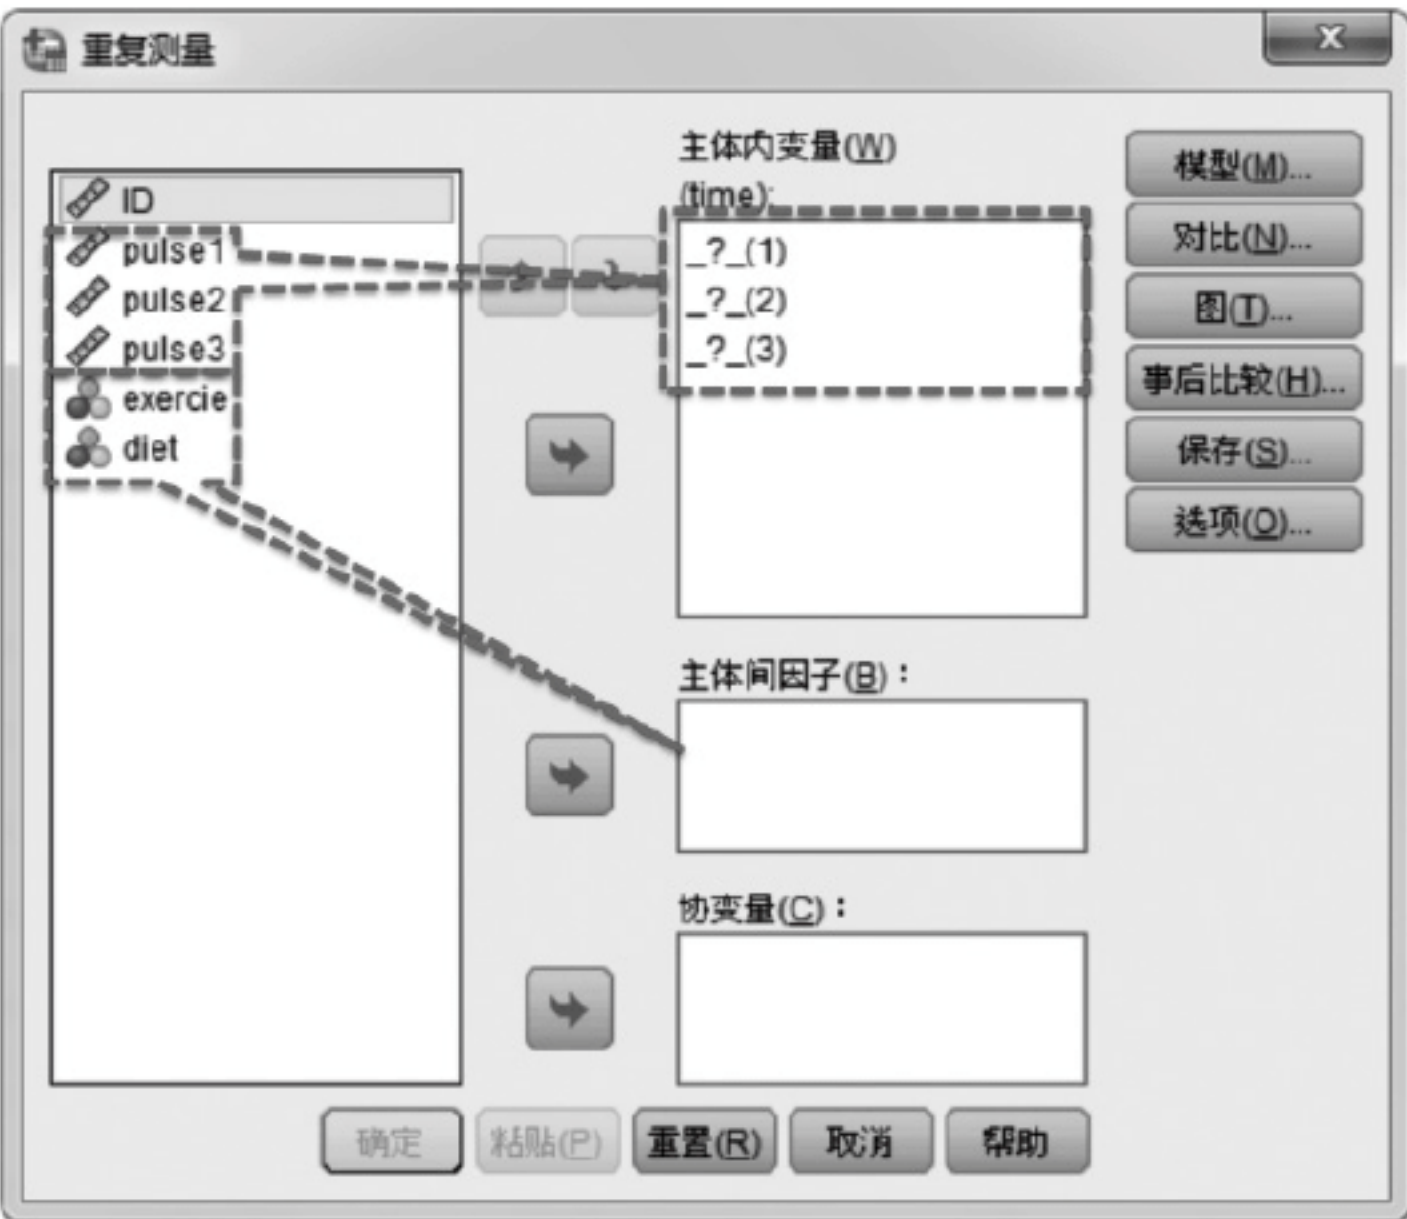 重复测量
主体内变量(W)
(time):
ID
pulse1
pulse2
pulse3
exercie
diet
_?_(1)
_?_(2)
_?_(3)
模型(M)...
对比(N)...
图(T)...
事后比较(H)...
保存(S)...
选项(O)...
主体间因子(B)：
协变量(C)：
确定
粘贴(P)
重置(R)
取消
帮助